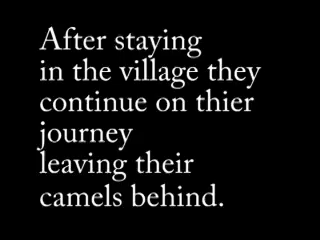 After staying
in the village they
continue on thier
journey
leaving their
camels behind.